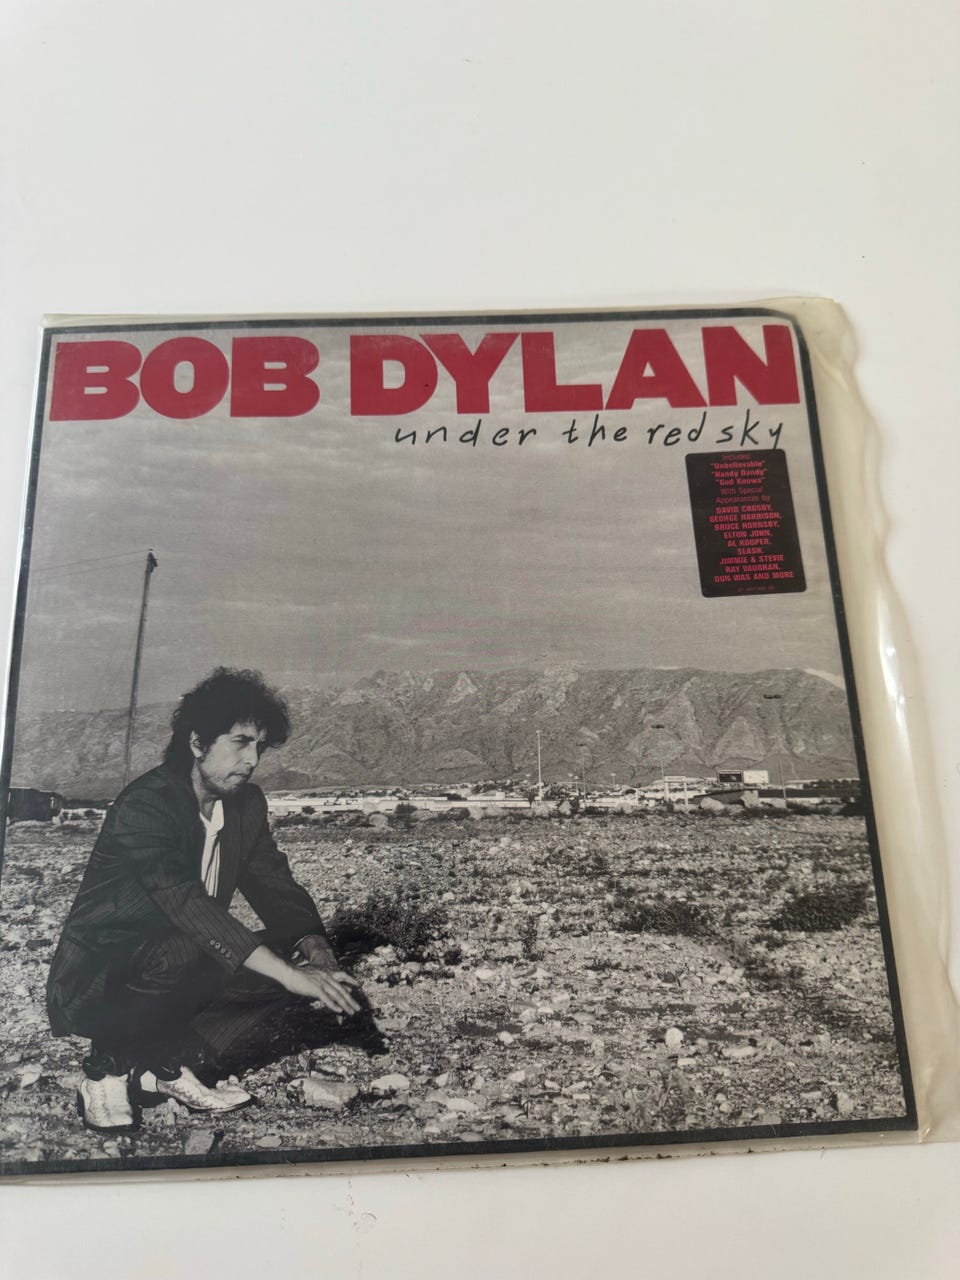 BOB DYLAN
under the red sky
Includes:
"Unbelievable"
"Handy Dandy"
"God Knows"
With Special
Appearances by
DAVID CROSBY,
GEORGE HARRISON,
BRUCE HORNSBY,
ELTON JOHN,
AL KOOPER,
SLASH,
JIMMIE & STEVIE
RAY VAUGHAN,
DON WAS AND MORE